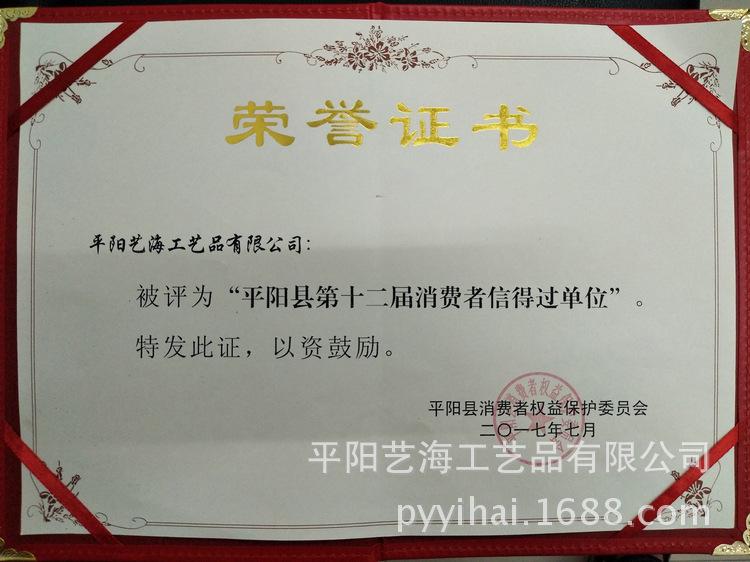 荣誉证书
平阳艺海工艺品有限公司：
被评为“平阳县第十二届消费者信得过单位”。
特发此证，以资鼓励。
平阳县消费者权益保护委员会
二〇一七年七月
平阳艺海工艺品有限公司
pyyihai.1688.com